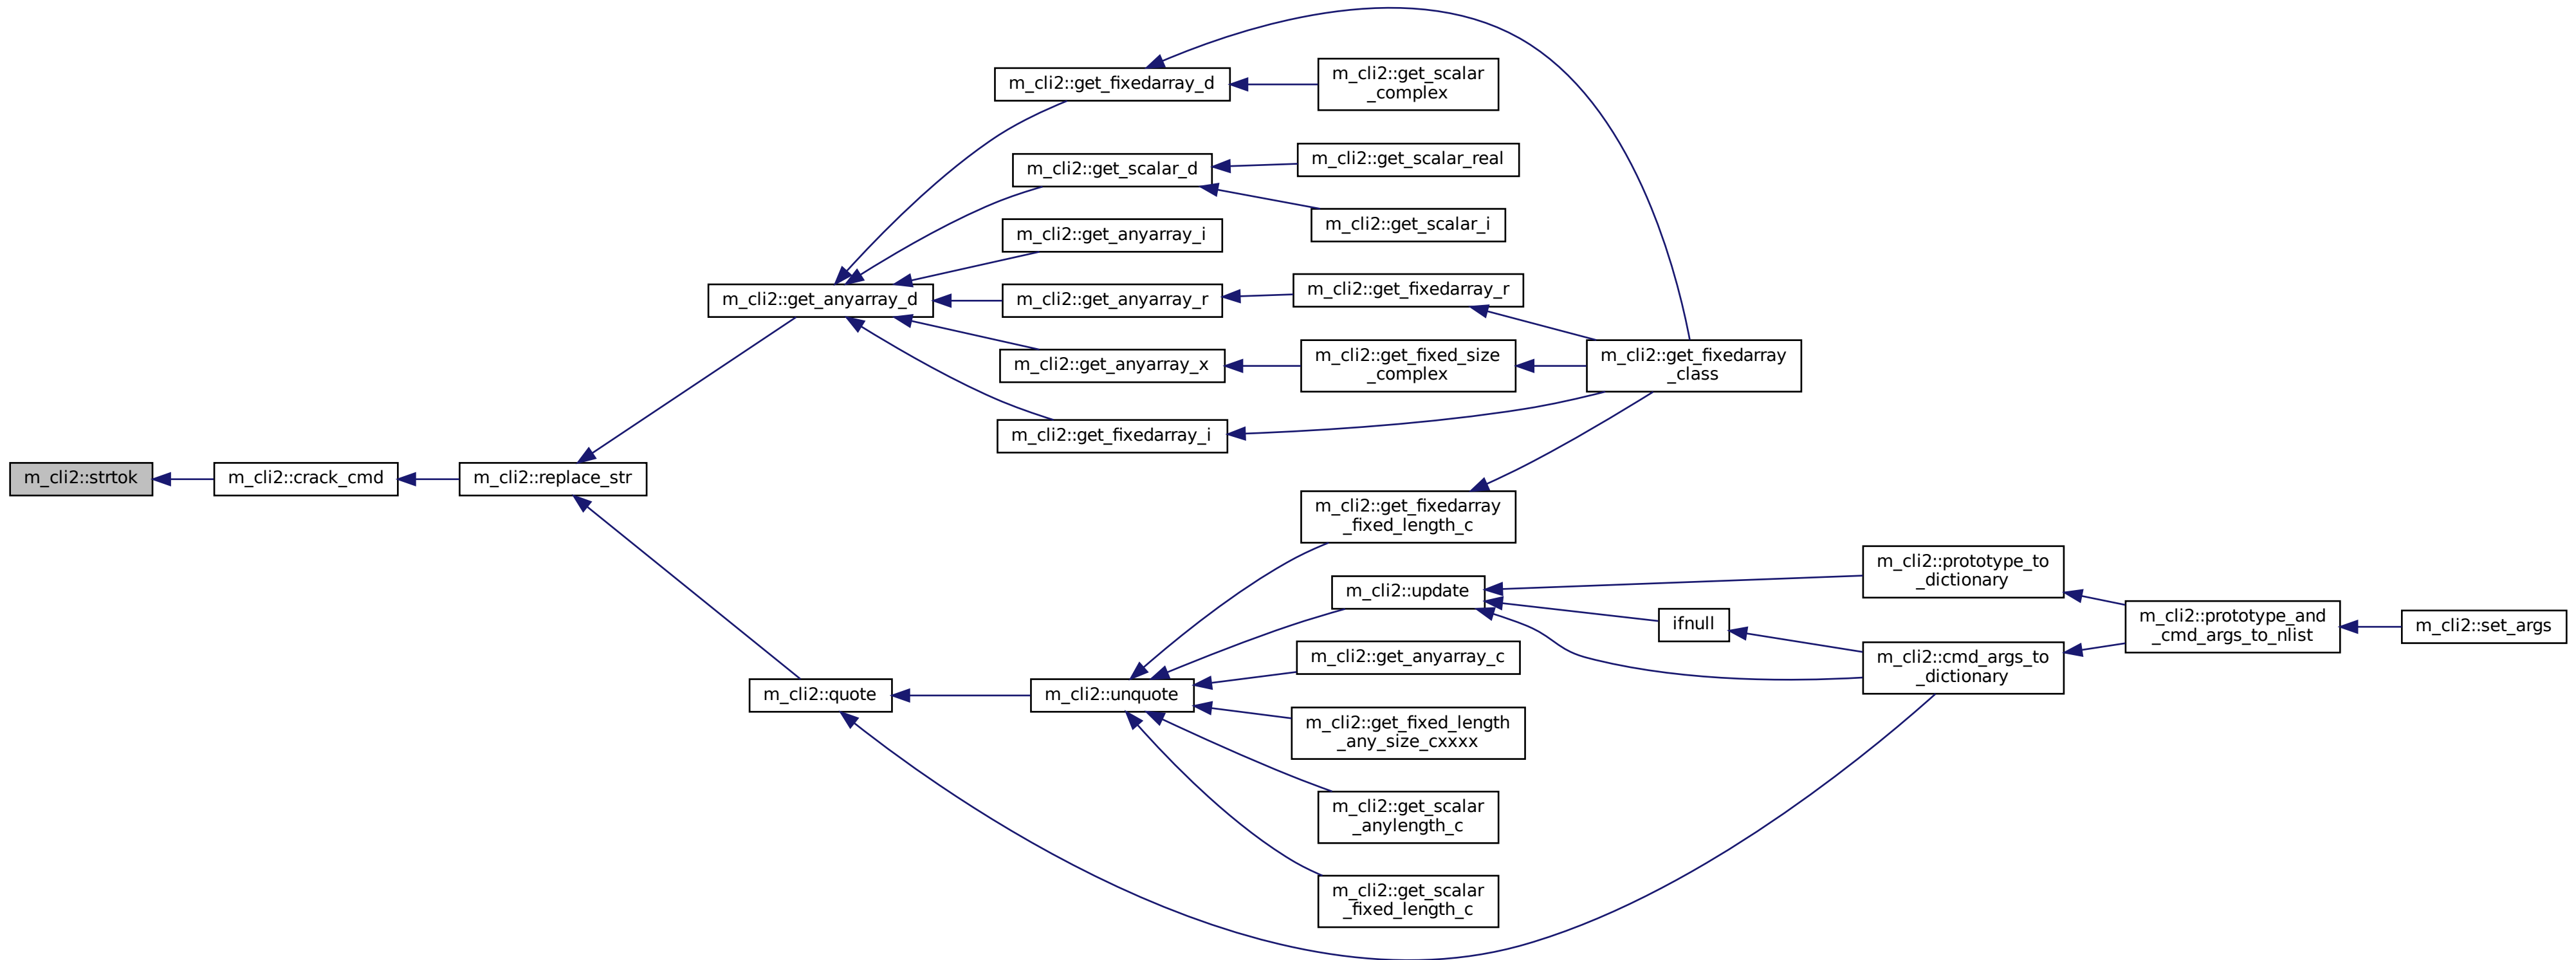 m_cli2::get_fixedarray_d
m_cli2::get_scalar
_complex
m_cli2::get_scalar_d
m_cli2::get_scalar_real
m_cli2::get_scalar_i
m_cli2::get_anyarray_i
m_cli2::get_anyarray_d
m_cli2::get_anyarray_r
m_cli2::get_fixedarray_r
m_cli2::get_anyarray_x
m_cli2::get_fixed_size
_complex
m_cli2::get_fixedarray
_class
m_cli2::get_fixedarray_i
m_cli2::strtok
m_cli2::crack_cmd
m_cli2::replace_str
m_cli2::get_fixedarray
_fixed_length_c
m_cli2::update
m_cli2::prototype_to
_dictionary
ifnull
m_cli2::prototype_and
_cmd_args_to_nlist
m_cli2::set_args
m_cli2::get_anyarray_c
m_cli2::cmd_args_to
_dictionary
m_cli2::quote
m_cli2::unquote
m_cli2::get_fixed_length
_any_size_cxxxx
m_cli2::get_scalar
_anylength_c
m_cli2::get_scalar
_fixed_length_c